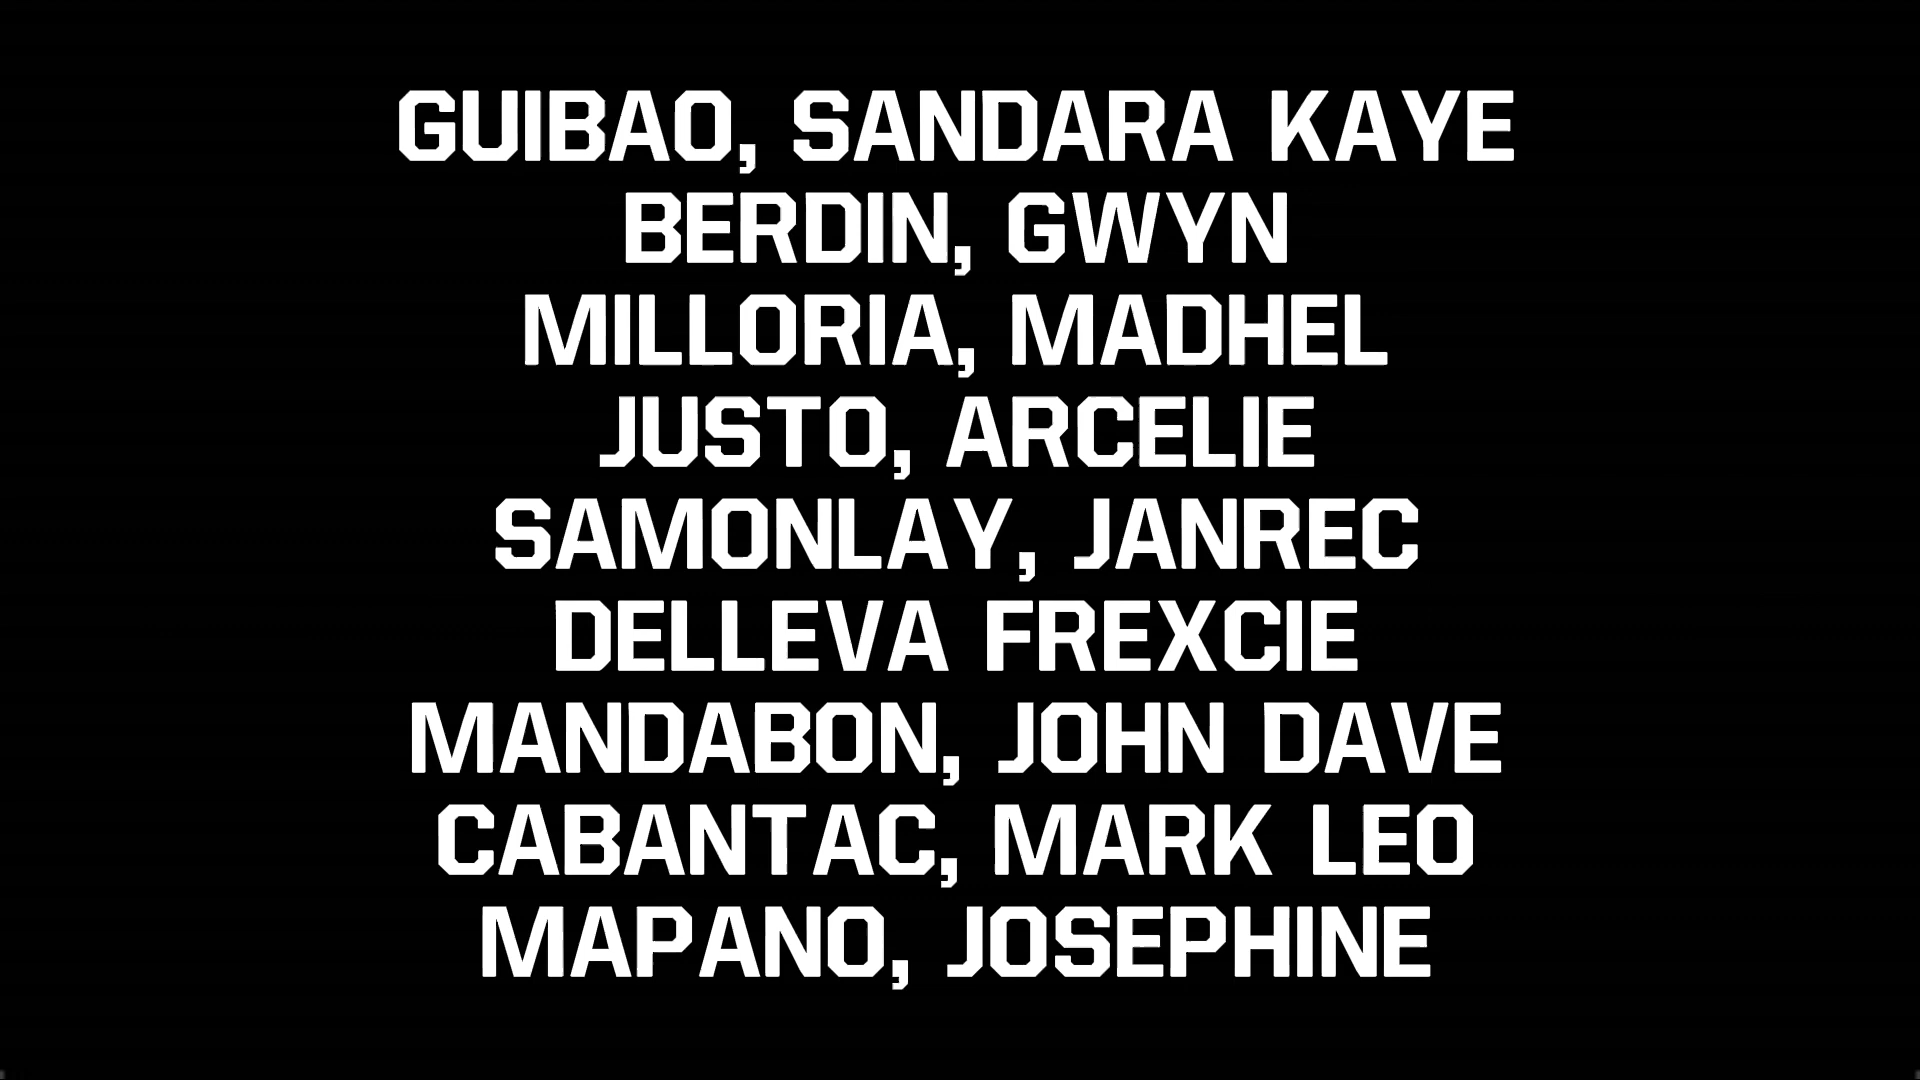 GUIBAO, SANDARA KAYE
BERDIN, GWYN
MILLORIA, MADHEL
JUSTO, ARCELIE
SAMONLAY, JANREC
DELLEVA FREXCIE
MANDABON, JOHN DAVE
CABANTAC, MARK LEO
MAPANO, JOSEPHINE